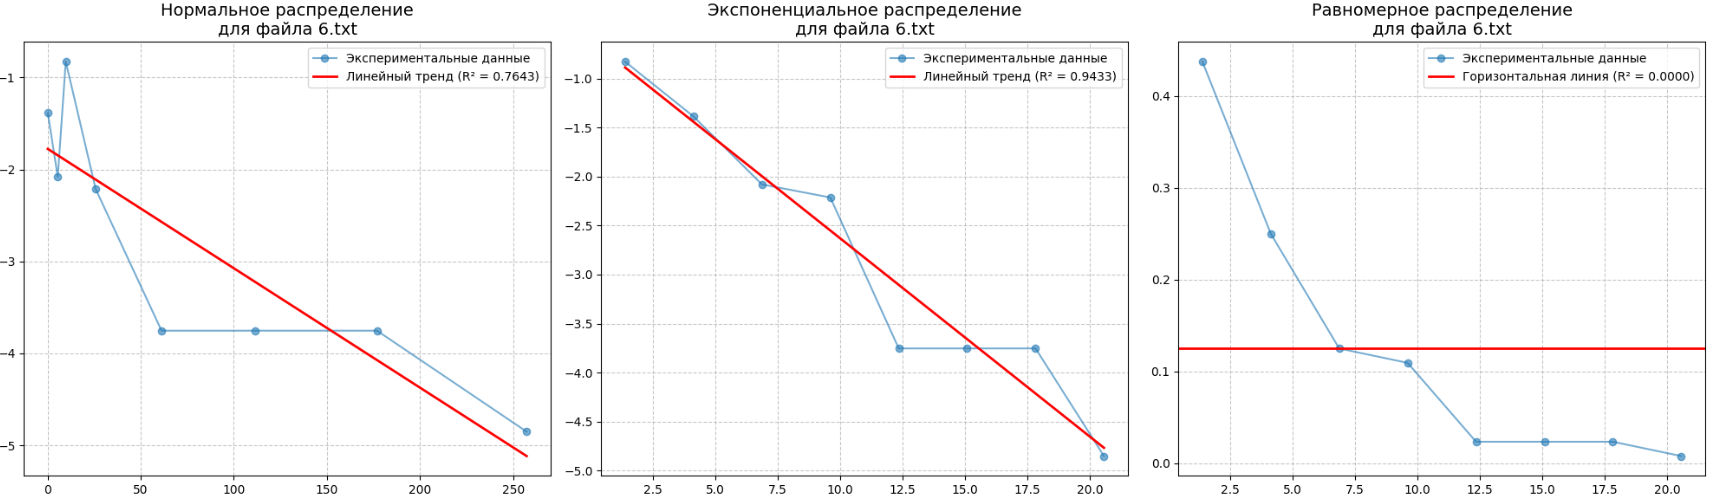 Нормальное распределение
для файла 6.txt
Экспериментальные данные
Линейный тренд (R² = 0.7643)
−1
−2
−3
−4
−5
0 50 100 150 200 250
Экспоненциальное распределение
для файла 6.txt
Экспериментальные данные
Линейный тренд (R² = 0.9433)
−1.0
−1.5
−2.0
−2.5
−3.0
−3.5
−4.0
−4.5
−5.0
2.5 5.0 7.5 10.0 12.5 15.0 17.5 20.0
Равномерное распределение
для файла 6.txt
Экспериментальные данные
Горизонтальная линия (R² = 0.0000)
0.4
0.3
0.2
0.1
0.0
2.5 5.0 7.5 10.0 12.5 15.0 17.5 20.0